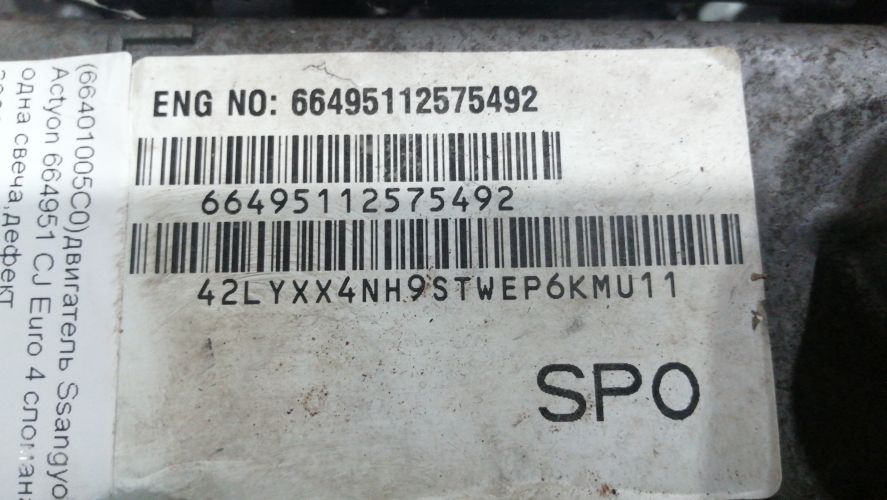 ENG NO: 66495112575492
66495112575492
42LYXX4NH9STWEP6KMU11
SPO
(66401005C0)двигатель Ssangyo
Actyon 664951 CJ Euro 4 сломана
одна свеча,дефект